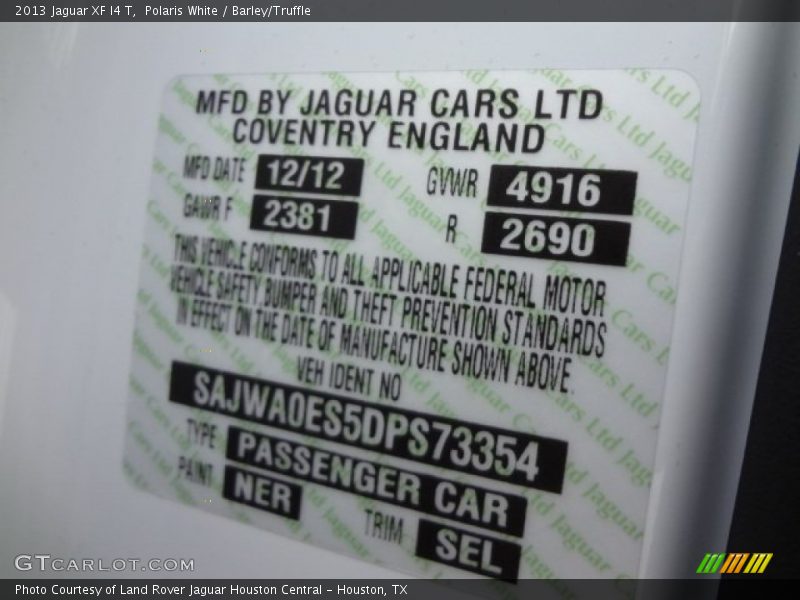 2013 Jaguar XF I4 T, Polaris White / Barley/Truffle
MFD BY JAGUAR CARS LTD
COVENTRY ENGLAND
MFD DATE 12/12 GVWR 4916
GAWR F 2381 R 2690
THIS VEHICLE CONFORMS TO ALL APPLICABLE FEDERAL MOTOR
VEHICLE SAFETY, BUMPER AND THEFT PREVENTION STANDARDS
IN EFFECT ON THE DATE OF MANUFACTURE SHOWN ABOVE.
VEH IDENT NO
SAJWA0ES5DPS73354
TYPE PASSENGER CAR
PAINT NER TRIM SEL
GTCARLOT.COM
Photo Courtesy of Land Rover Jaguar Houston Central - Houston, TX